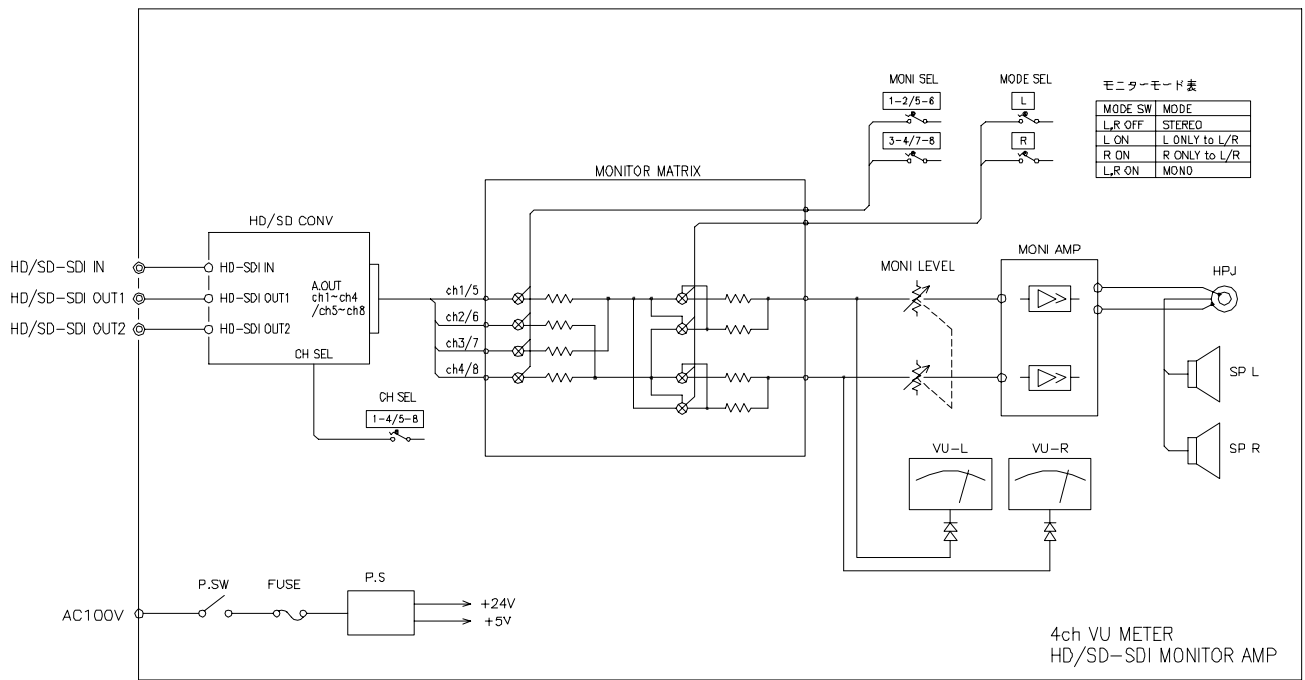 MONI SEL
1-2/5-6
3-4/7-8
MODE SEL
L
R
モニターモード表
MODE SW MODE
L,R OFF STEREO
L ON L ONLY to L/R
R ON R ONLY to L/R
L,R ON MONO
MONITOR MATRIX
HD/SD CONV
HD/SD-SDI IN
HD/SD-SDI OUT1
HD/SD-SDI OUT2
HD-SDI IN
HD-SDI OUT1
HD-SDI OUT2
A.OUT
ch1~ch4
/ch5~ch8
CH SEL
ch1/5
ch2/6
ch3/7
ch4/8
CH SEL
1-4/5-8
MONI LEVEL
MONI AMP
HPJ
SP L
SP R
VU-L
VU-R
AC100V
P.SW
FUSE
P.S
+24V
+5V
4ch VU METER
HD/SD-SDI MONITOR AMP